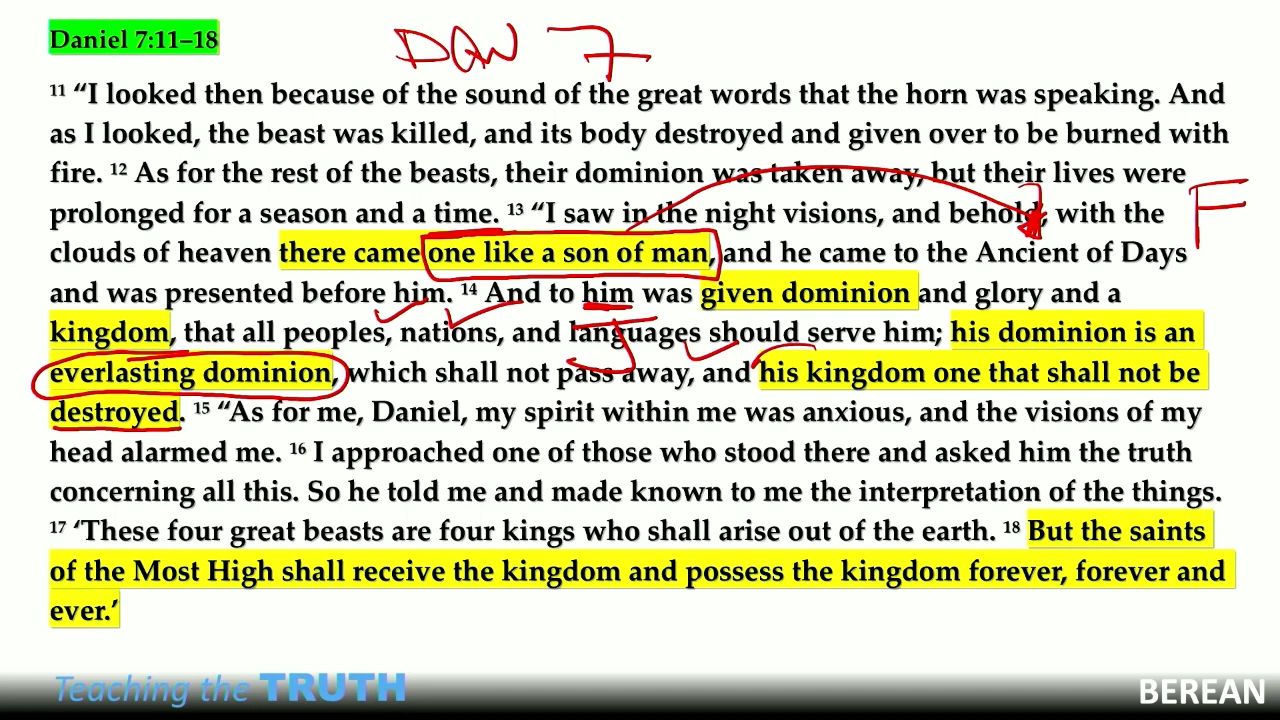 Daniel 7:11–18
DAN 7
11 “I looked then because of the sound of the great words that the horn was speaking. And
as I looked, the beast was killed, and its body destroyed and given over to be burned with
fire. 12 As for the rest of the beasts, their dominion was taken away, but their lives were
prolonged for a season and a time. 13 “I saw in the night visions, and behold, with the
F
clouds of heaven there came one like a son of man, and he came to the Ancient of Days
and was presented before him. 14 And to him was given dominion and glory and a
kingdom, that all peoples, nations, and languages should serve him; his dominion is an
J
everlasting dominion, which shall not pass away, and his kingdom one that shall not be
destroyed. 15 “As for me, Daniel, my spirit within me was anxious, and the visions of my
head alarmed me. 16 I approached one of those who stood there and asked him the truth
concerning all this. So he told me and made known to me the interpretation of the things.
17 ‘These four great beasts are four kings who shall arise out of the earth. 18 But the saints
of the Most High shall receive the kingdom and possess the kingdom forever, forever and
ever.’
Teaching the TRUTH
BEREAN